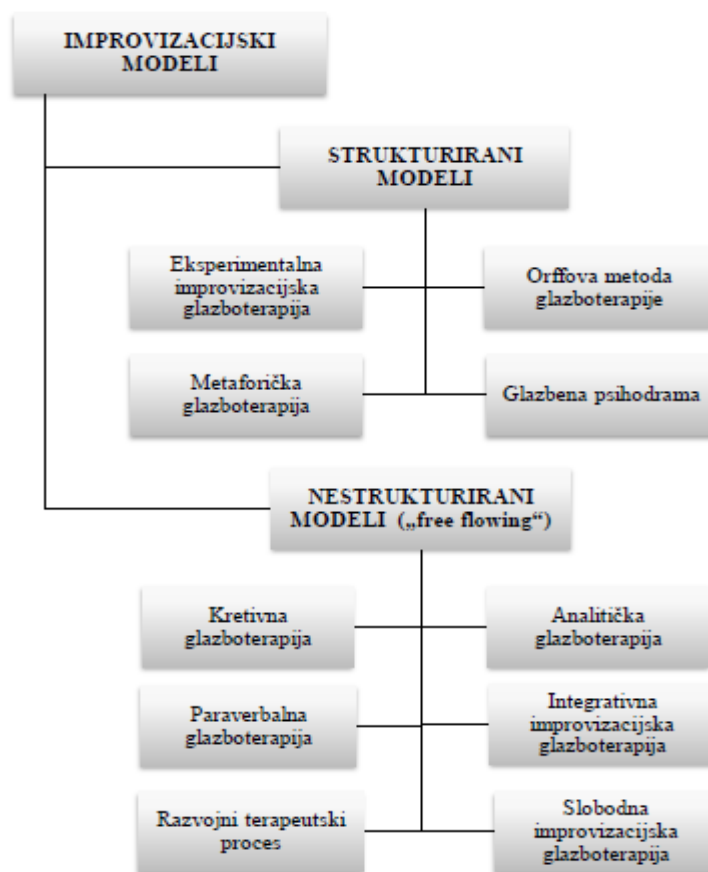 IMPROVIZACIJSKI
MODELI
STRUKTURIRANI
MODELI
Eksperimentalna
improvizacijska
glazboterapija
Orffova metoda
glazboterapije
Metaforička
glazboterapija
Glazbena psihodrama
NESTRUKTURIRANI
MODELI („free flowing“)
Kretivna
glazboterapija
Analitička
glazboterapija
Paraverbalna
glazboterapija
Integrativna
improvizacijska
glazboterapija
Razvojni terapeutski
proces
Slobodna
improvizacijska
glazboterapija